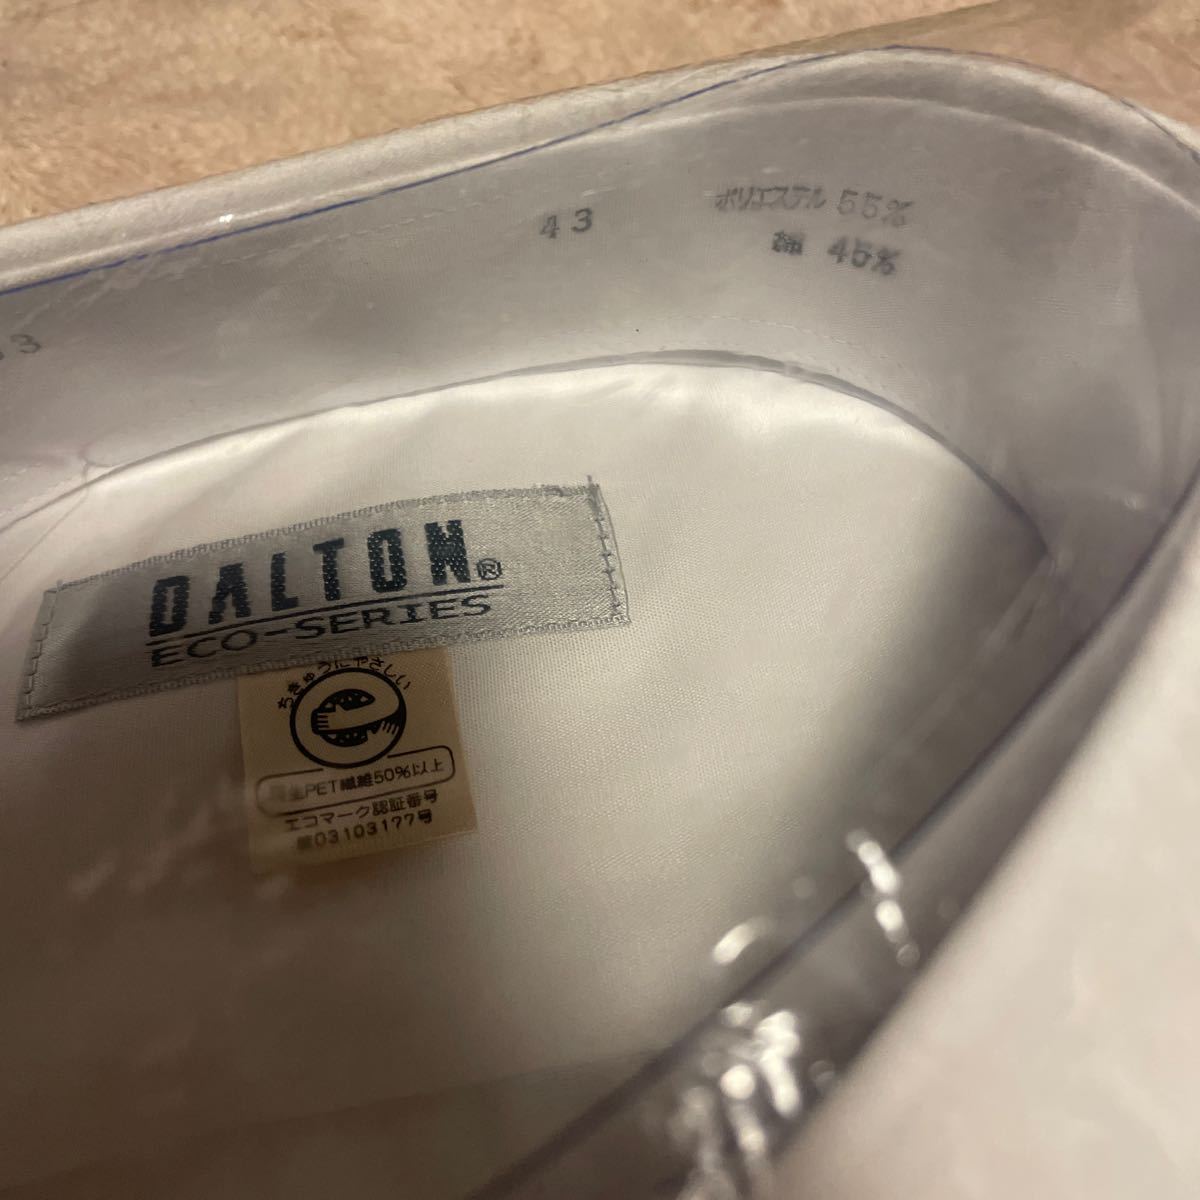 43
ポリエステル 55%
綿 45%
DALTON®
ECO-SERIES
ちきゅうにやさしい
再生PET繊維50%以上
エコマーク認証番号
第03103177号